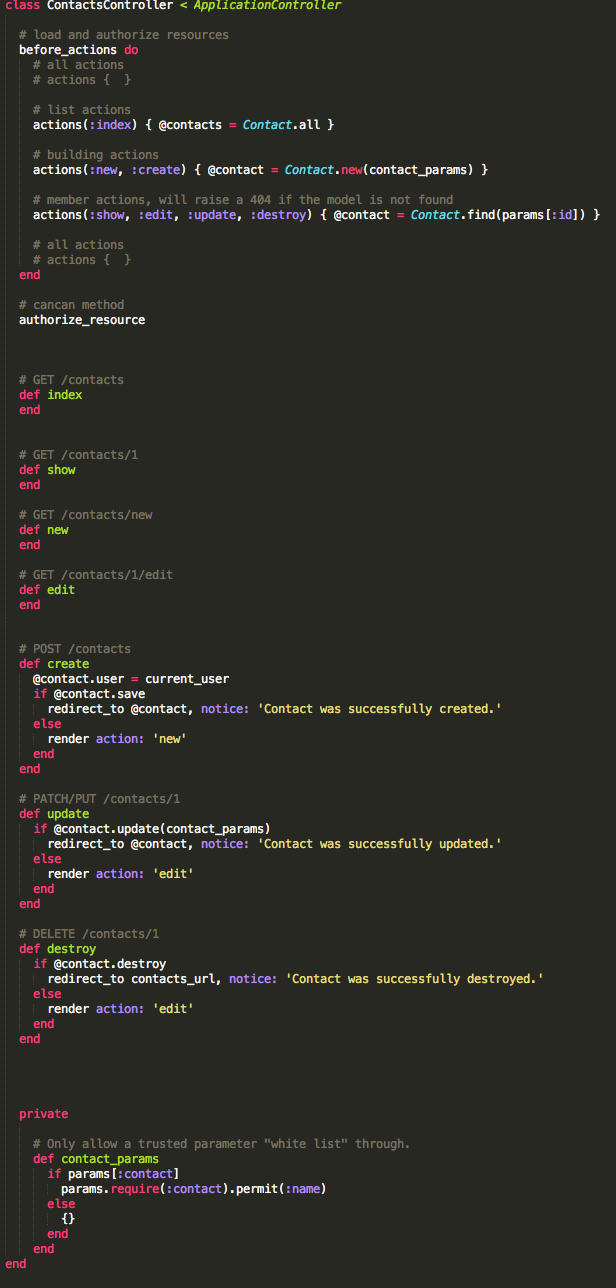 class ContactsController < ApplicationController
# load and authorize resources
before_actions do
# all actions
# actions {  }
# list actions
actions(:index) { @contacts = Contact.all }
# building actions
actions(:new, :create) { @contact = Contact.new(contact_params) }
# member actions, will raise a 404 if the model is not found
actions(:show, :edit, :update, :destroy) { @contact = Contact.find(params[:id]) }
# all actions
# actions {  }
end
# cancan method
authorize_resource
# GET /contacts
def index
end
# GET /contacts/1
def show
end
# GET /contacts/new
def new
end
# GET /contacts/1/edit
def edit
end
# POST /contacts
def create
@contact.user = current_user
if @contact.save
redirect_to @contact, notice: 'Contact was successfully created.'
else
render action: 'new'
end
end
# PATCH/PUT /contacts/1
def update
if @contact.update(contact_params)
redirect_to @contact, notice: 'Contact was successfully updated.'
else
render action: 'edit'
end
end
# DELETE /contacts/1
def destroy
if @contact.destroy
redirect_to contacts_url, notice: 'Contact was successfully destroyed.'
else
render action: 'edit'
end
end
private
# Only allow a trusted parameter "white list" through.
def contact_params
if params[:contact]
params.require(:contact).permit(:name)
else
{}
end
end
end